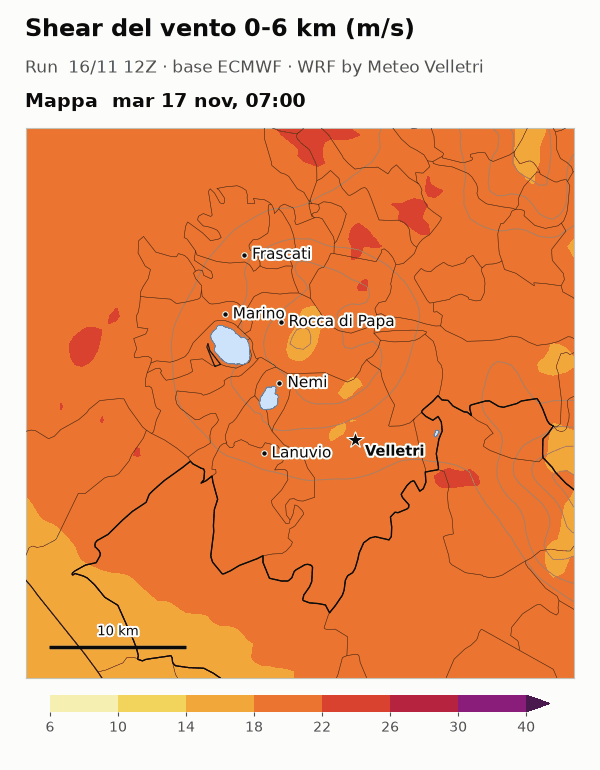 Shear del vento 0-6 km (m/s)
Run  16/11 12Z · base ECMWF · WRF by Meteo Velletri
Mappa  mar 17 nov, 07:00
Frascati
Marino
Rocca di Papa
Nemi
Velletri
Lanuvio
10 km
6 10 14 18 22 26 30 40